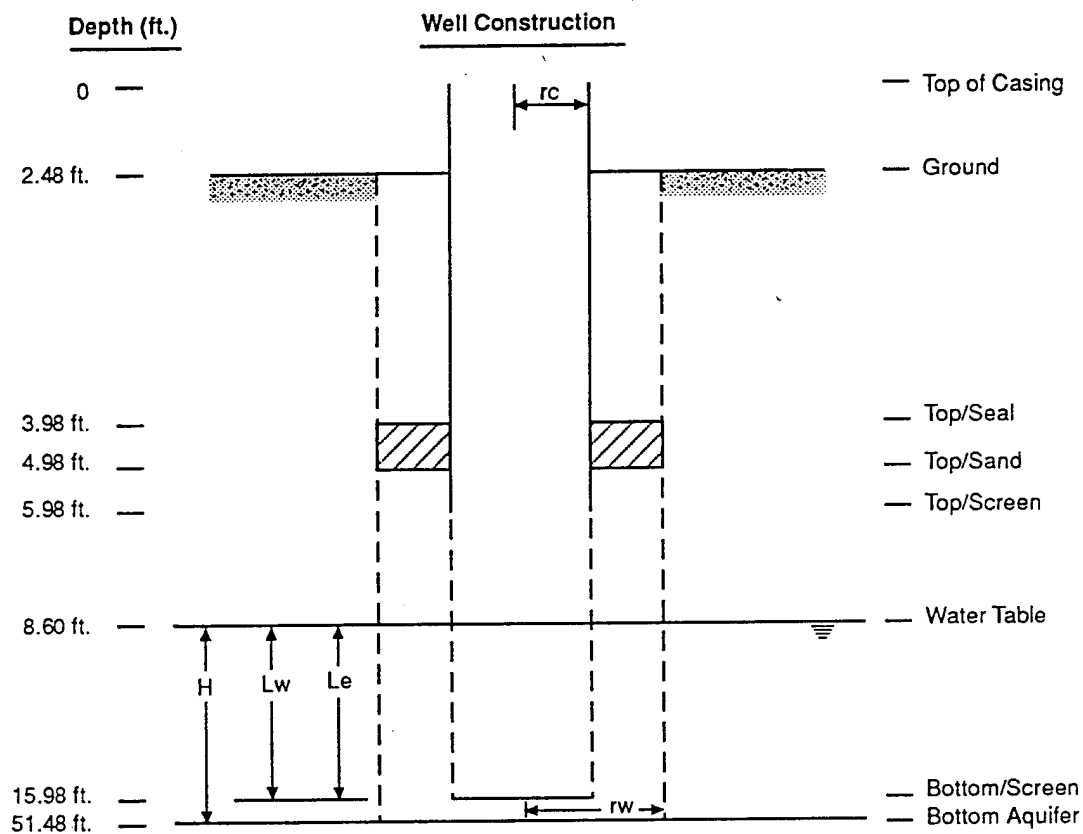 Depth (ft.)
Well Construction
0
rc
Top of Casing
2.48 ft.
Ground
3.98 ft.
Top/Seal
4.98 ft.
Top/Sand
5.98 ft.
Top/Screen
8.60 ft.
Water Table
H
Lw
Le
15.98 ft.
rw
Bottom/Screen
51.48 ft.
Bottom Aquifer